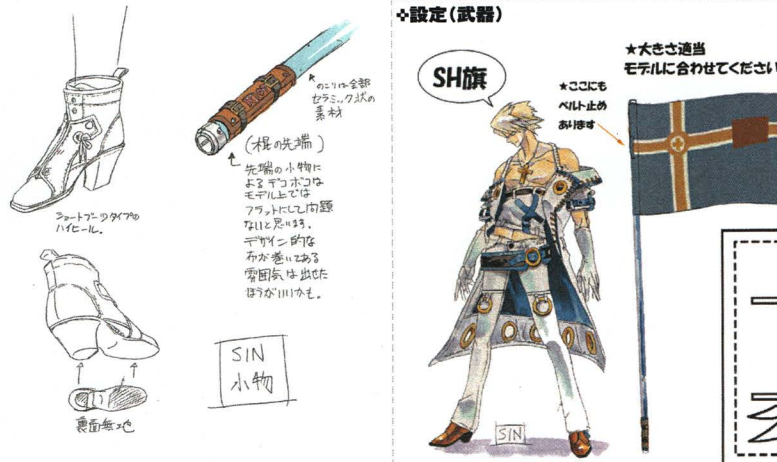 ショートブーツタイプの
ハイヒール。
裏面無地
のこりは全部
セラミック状の
素材
(棍の先端)
先端の小物に
よるデコボコは
モデル上では
フラットにして問題
ないと思います。
デザイン的な
布が巻いてある
雰囲気は出せた
ほうがいいかも。
SIN
小物
設定(武器)
SH旗
★ここにも
ベルト止め
あります
★大きさ適当
モデルに合わせてください
SIN